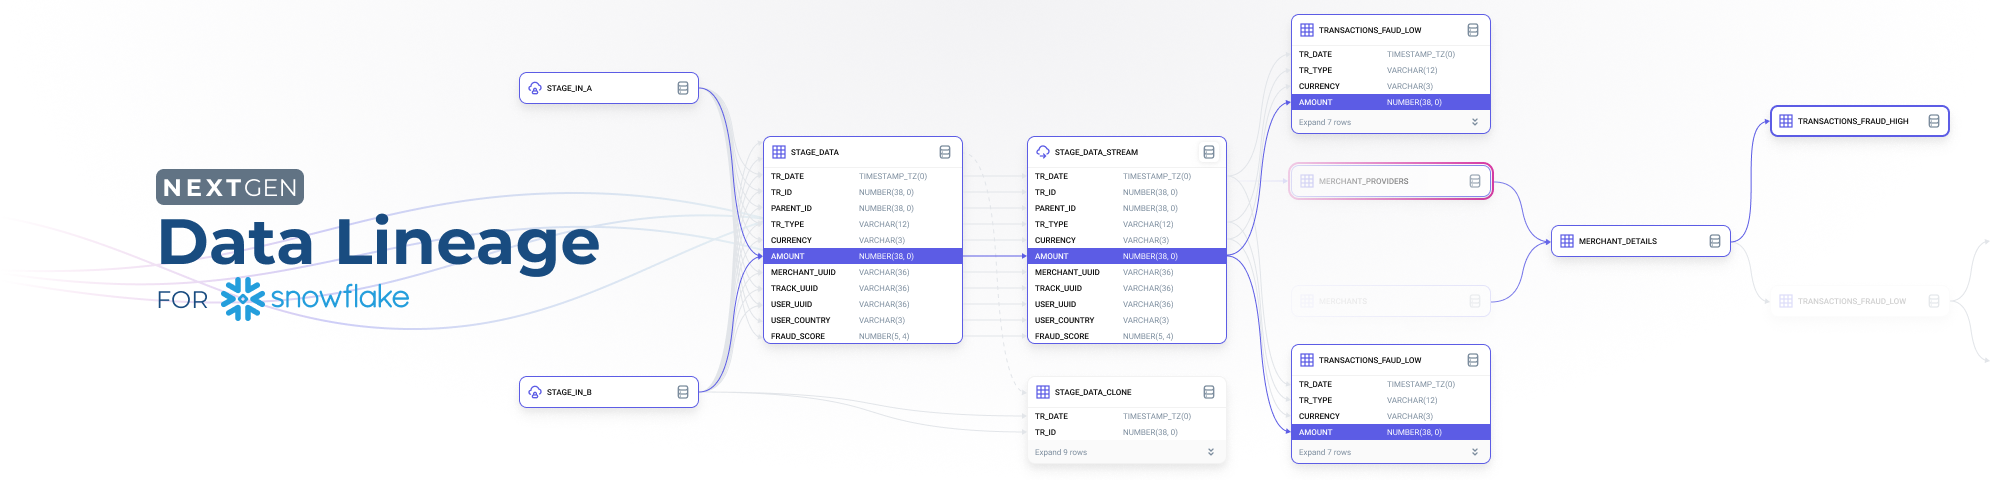 NEXTGEN
Data Lineage
FOR snowflake
STAGE_IN_A
STAGE_IN_B
STAGE_DATA
TR_DATE TIMESTAMP_TZ(0)
TR_ID NUMBER(38, 0)
PARENT_ID NUMBER(38, 0)
TR_TYPE VARCHAR(12)
CURRENCY VARCHAR(3)
AMOUNT NUMBER(38, 0)
MERCHANT_UUID VARCHAR(36)
TRACK_UUID VARCHAR(36)
USER_UUID VARCHAR(36)
USER_COUNTRY VARCHAR(3)
FRAUD_SCORE NUMBER(5, 4)
STAGE_DATA_STREAM
TR_DATE TIMESTAMP_TZ(0)
TR_ID NUMBER(38, 0)
PARENT_ID NUMBER(38, 0)
TR_TYPE VARCHAR(12)
CURRENCY VARCHAR(3)
AMOUNT NUMBER(38, 0)
MERCHANT_UUID VARCHAR(36)
TRACK_UUID VARCHAR(36)
USER_UUID VARCHAR(36)
USER_COUNTRY VARCHAR(3)
FRAUD_SCORE NUMBER(5, 4)
STAGE_DATA_CLONE
TR_DATE TIMESTAMP_TZ(0)
TR_ID NUMBER(38, 0)
Expand 9 rows
TRANSACTIONS_FAUD_LOW
TR_DATE TIMESTAMP_TZ(0)
TR_TYPE VARCHAR(12)
CURRENCY VARCHAR(3)
AMOUNT NUMBER(38, 0)
Expand 7 rows
MERCHANT_PROVIDERS
MERCHANTS
TRANSACTIONS_FAUD_LOW
TR_DATE TIMESTAMP_TZ(0)
TR_TYPE VARCHAR(12)
CURRENCY VARCHAR(3)
AMOUNT NUMBER(38, 0)
Expand 7 rows
MERCHANT_DETAILS
TRANSACTIONS_FRAUD_HIGH
TRANSACTIONS_FRAUD_LOW